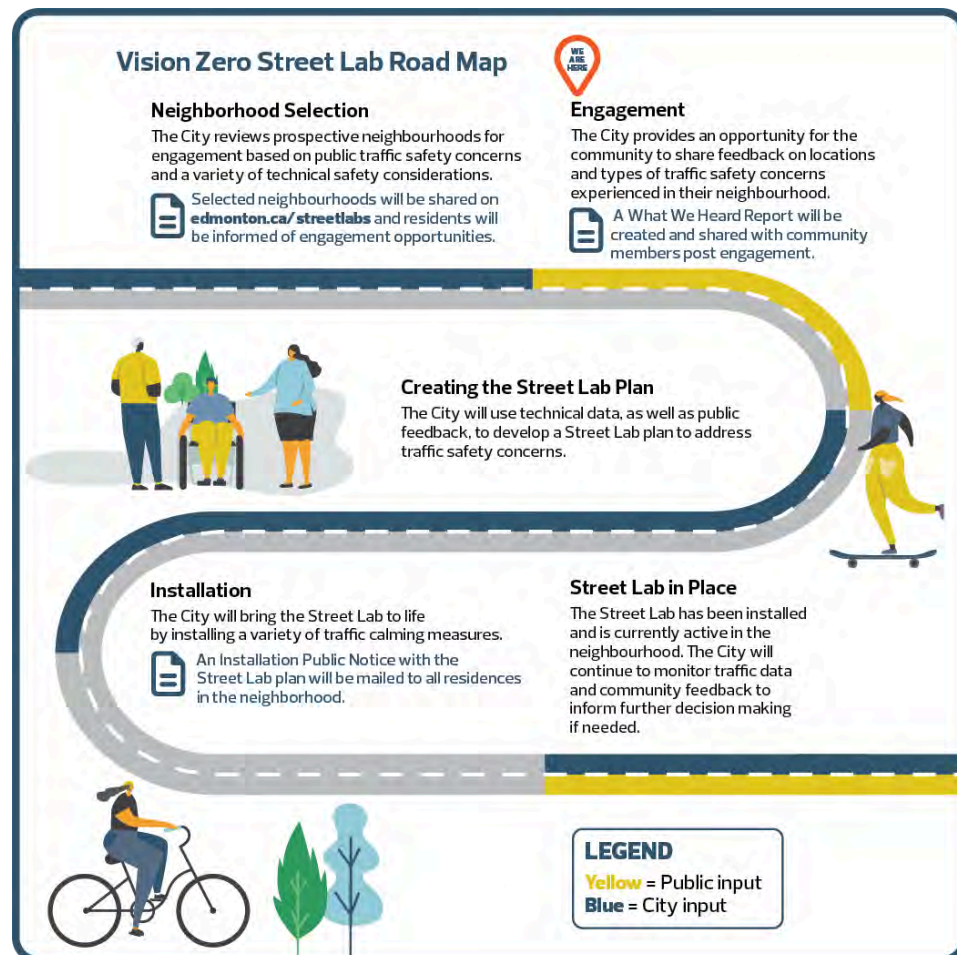 Vision Zero Street Lab Road Map
WE
ARE
HERE
Neighborhood Selection
The City reviews prospective neighbourhoods for
engagement based on public traffic safety concerns
and a variety of technical safety considerations.
Selected neighbourhoods will be shared on
edmonton.ca/streetlabs and residents will
be informed of engagement opportunities.
Engagement
The City provides an opportunity for the
community to share feedback on locations
and types of traffic safety concerns
experienced in their neighbourhood.
A What We Heard Report will be
created and shared with community
members post engagement.
Creating the Street Lab Plan
The City will use technical data, as well as public
feedback, to develop a Street Lab plan to address
traffic safety concerns.
Installation
The City will bring the Street Lab to life
by installing a variety of traffic calming measures.
An Installation Public Notice with the
Street Lab plan will be mailed to all residences
in the neighborhood.
Street Lab in Place
The Street Lab has been installed
and is currently active in the
neighbourhood. The City will
continue to monitor traffic data
and community feedback to
inform further decision making
if needed.
LEGEND
Yellow = Public input
Blue = City input